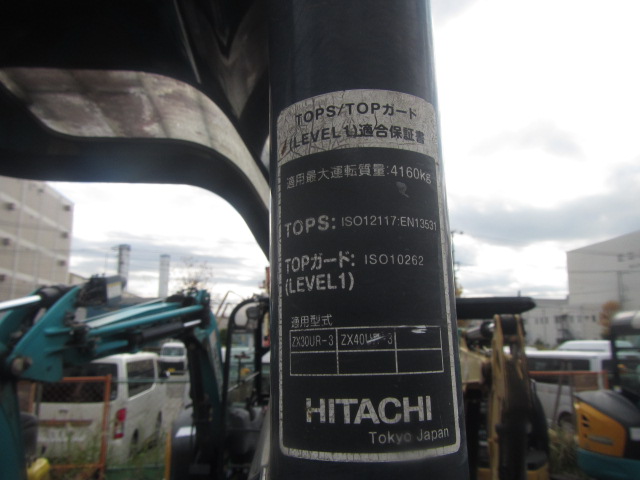 TOPS/TOPガード
(LEVEL1)適合保証書
適用最大運転質量:4160kg
TOPS: ISO12117:EN13531
TOPガード: ISO10262
(LEVEL1)
適用型式
ZX30UR-3 ZX40UR-3
HITACHI
Tokyo Japan